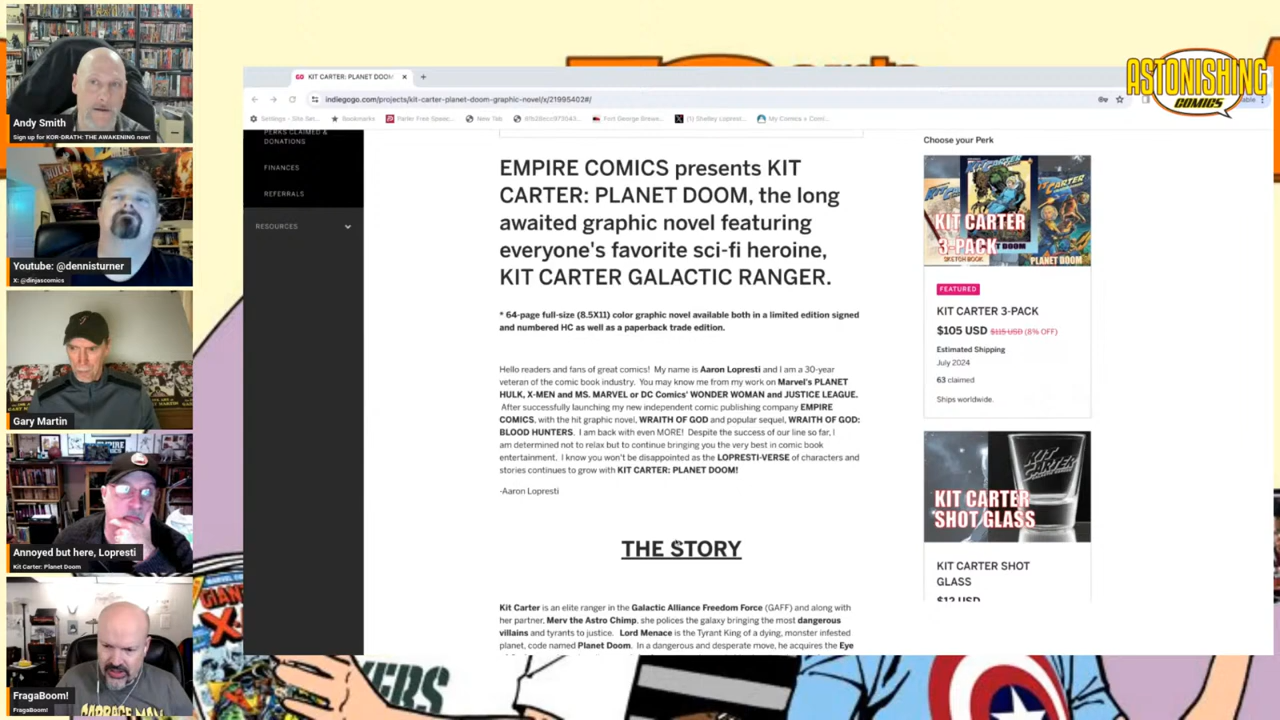 Andy Smith
Sign up for KOR-DRATH: THE AWAKENING now!
Youtube: @dennisturner
X: @dinjascomics
Gary Martin
Annoyed but here, Lopresti
Kit Carter: Planet Doom
FragaBoom!
FragaBoom!
KIT CARTER: PLANET DOOM
indiegogo.com/projects/kit-carter-planet-doom-graphic-novel/x/21995402#/
Bookmarks
New Tab
ASTONISHING
COMICS
PERKS CLAIMED &
DONATIONS
FINANCES
REFERRALS
RESOURCES
EMPIRE COMICS presents KIT
CARTER: PLANET DOOM, the long
awaited graphic novel featuring
everyone's favorite sci-fi heroine,
KIT CARTER GALACTIC RANGER.
* 64-page full-size (8.5X11) color graphic novel available both in a limited edition signed
and numbered HC as well as a paperback trade edition.
Hello readers and fans of great comics! My name is Aaron Lopresti and I am a 30-year
veteran of the comic book industry. You may know me from my work on Marvel's PLANET
HULK, X-MEN and MS. MARVEL or DC Comics' WONDER WOMAN and JUSTICE LEAGUE.
After successfully launching my new independent comic publishing company EMPIRE
COMICS, with the hit graphic novel, WRAITH OF GOD and popular sequel, WRAITH OF GOD:
BLOOD HUNTERS. I am back with even MORE! Despite the success of our line so far, I
am determined not to relax but to continue bringing you the very best in comic book
entertainment. I know you won't be disappointed as the LOPRESTI-VERSE of characters and
stories continues to grow with KIT CARTER: PLANET DOOM!
-Aaron Lopresti
THE STORY
Kit Carter is an elite ranger in the Galactic Alliance Freedom Force (GAFF) and along with
her partner, Merv the Astro Chimp, she polices the galaxy bringing the most dangerous
villains and tyrants to justice. Lord Menace is the Tyrant King of a dying, monster infested
planet, code named Planet Doom. In a dangerous and desperate move, he acquires the Eye
Choose your Perk
KIT CARTER
3-PACK
SKETCH BOOK
PLANET DOOM
FEATURED
KIT CARTER 3-PACK
$105 USD $115 USD (8% OFF)
Estimated Shipping
July 2024
63 claimed
Ships worldwide.
KIT CARTER
SHOT GLASS
KIT CARTER SHOT
GLASS
$12 USD